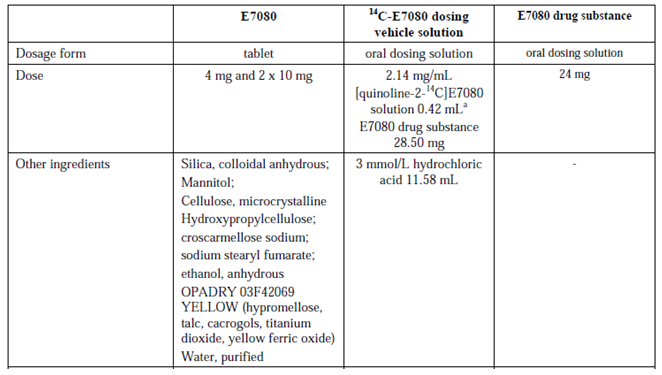 E7080
¹⁴C-E7080 dosing
vehicle solution
E7080 drug substance
Dosage form
tablet
oral dosing solution
oral dosing solution
Dose
4 mg and 2 x 10 mg
2.14 mg/mL
[quinoline-2-¹⁴C]E7080
solution 0.42 mLᵃ
E7080 drug substance
28.50 mg
24 mg
Other ingredients
Silica, colloidal anhydrous;
Mannitol;
Cellulose, microcrystalline
Hydroxypropylcellulose;
croscarmellose sodium;
sodium stearyl fumarate;
ethanol, anhydrous
OPADRY 03F42069
YELLOW (hypromellose,
talc, cacrogols, titanium
dioxide, yellow ferric oxide)
Water, purified
3 mmol/L hydrochloric
acid 11.58 mL
-